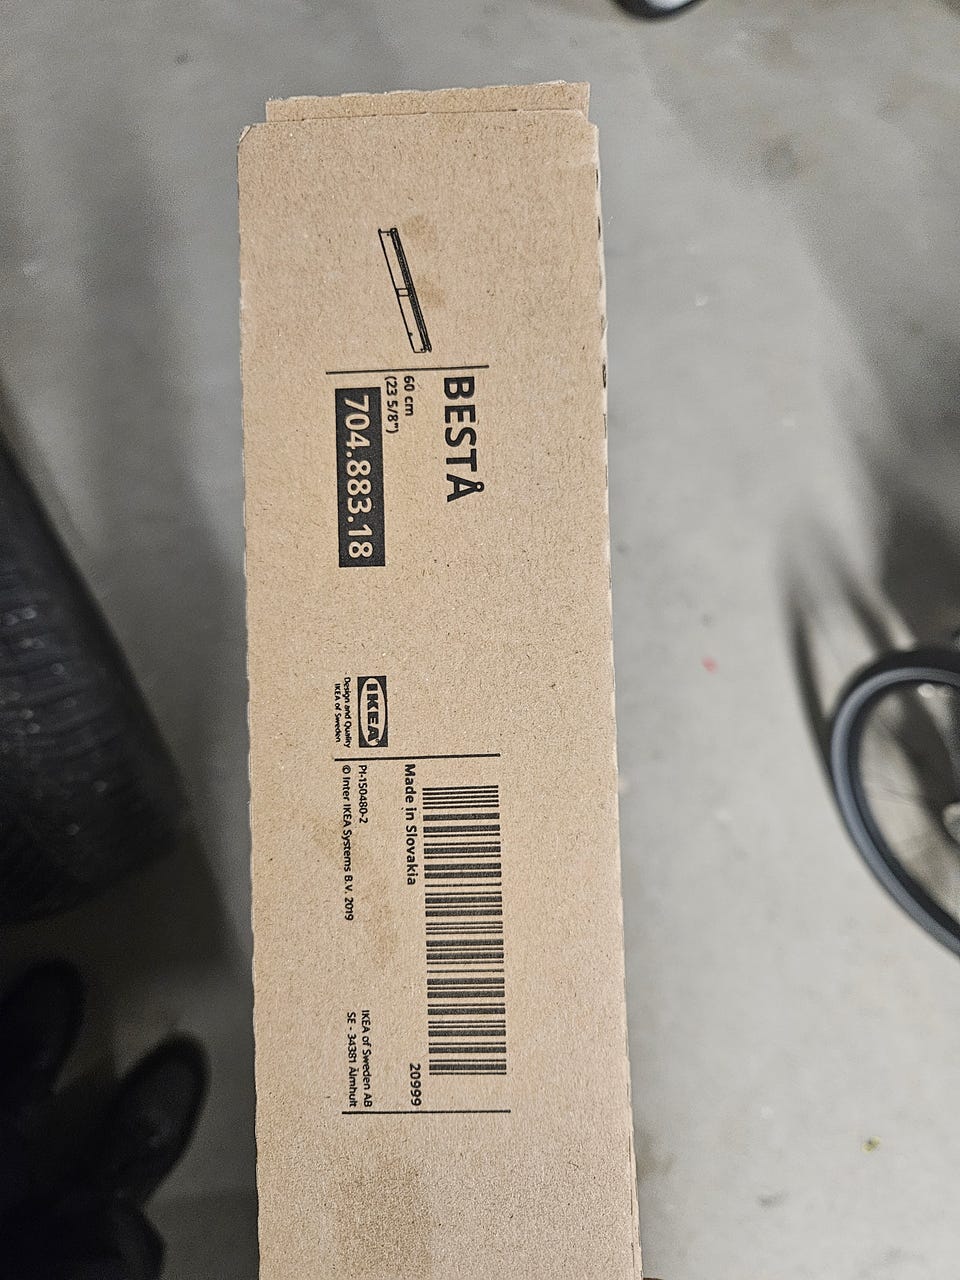 BESTÅ
60 cm
(23 5/8")
704.883.18
IKEA
Design and Quality
IKEA of Sweden
Made in Slovakia
20999
PI-150480-2
© Inter IKEA Systems B.V. 2019
IKEA of Sweden AB
SE - 34381 Älmhult